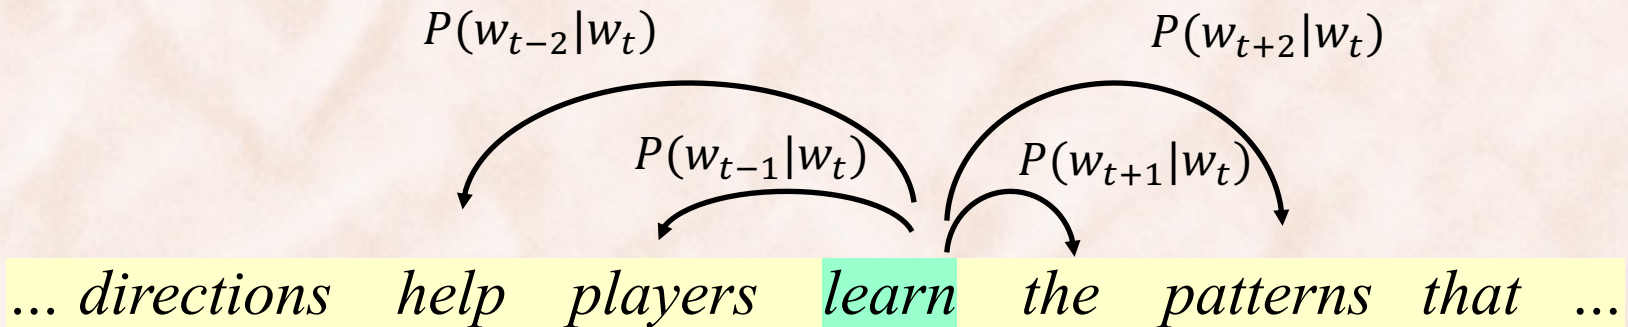 P(w_{t−2}|w_t) P(w_{t+2}|w_t)
P(w_{t−1}|w_t) P(w_{t+1}|w_t)
... directions help players learn the patterns that ...